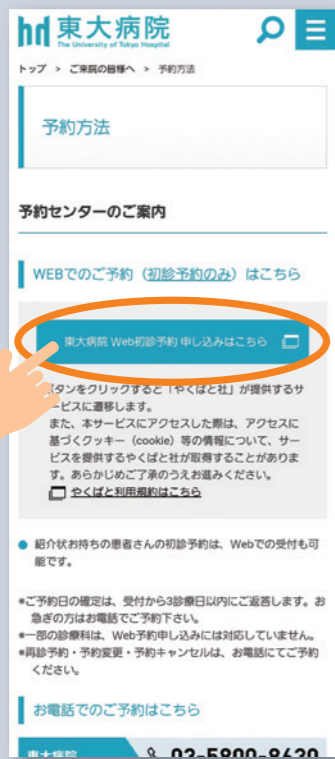 東大病院
The University of Tokyo Hospital
トップ > ご来院の皆様へ > 予約方法
予約方法
予約センターのご案内
WEBでのご予約（初診予約のみ）はこちら
東大病院 Web初診予約 申し込みはこちら
タンをクリックすると「やくばと社」が提供するサ
ービスに遷移します。
また、本サービスにアクセスした際は、アクセスに
基づくクッキー（cookie）等の情報について、サー
ビスを提供するやくばと社が取得することがありま
す。あらかじめご了承のうえお進みください。
やくばと利用規約はこちら
● 紹介状お持ちの患者さんの初診予約は、Webでの受付も可
能です。
*ご予約日の確定は、受付から3診療日以内にご返答します。お
急ぎの方はお電話でご予約下さい。
*一部の診療科は、Web予約申し込みには対応していません。
*再診予約・予約変更・予約キャンセルは、お電話にてご予約
ください。
お電話でのご予約はこちら
東大病院 03-5800-8630